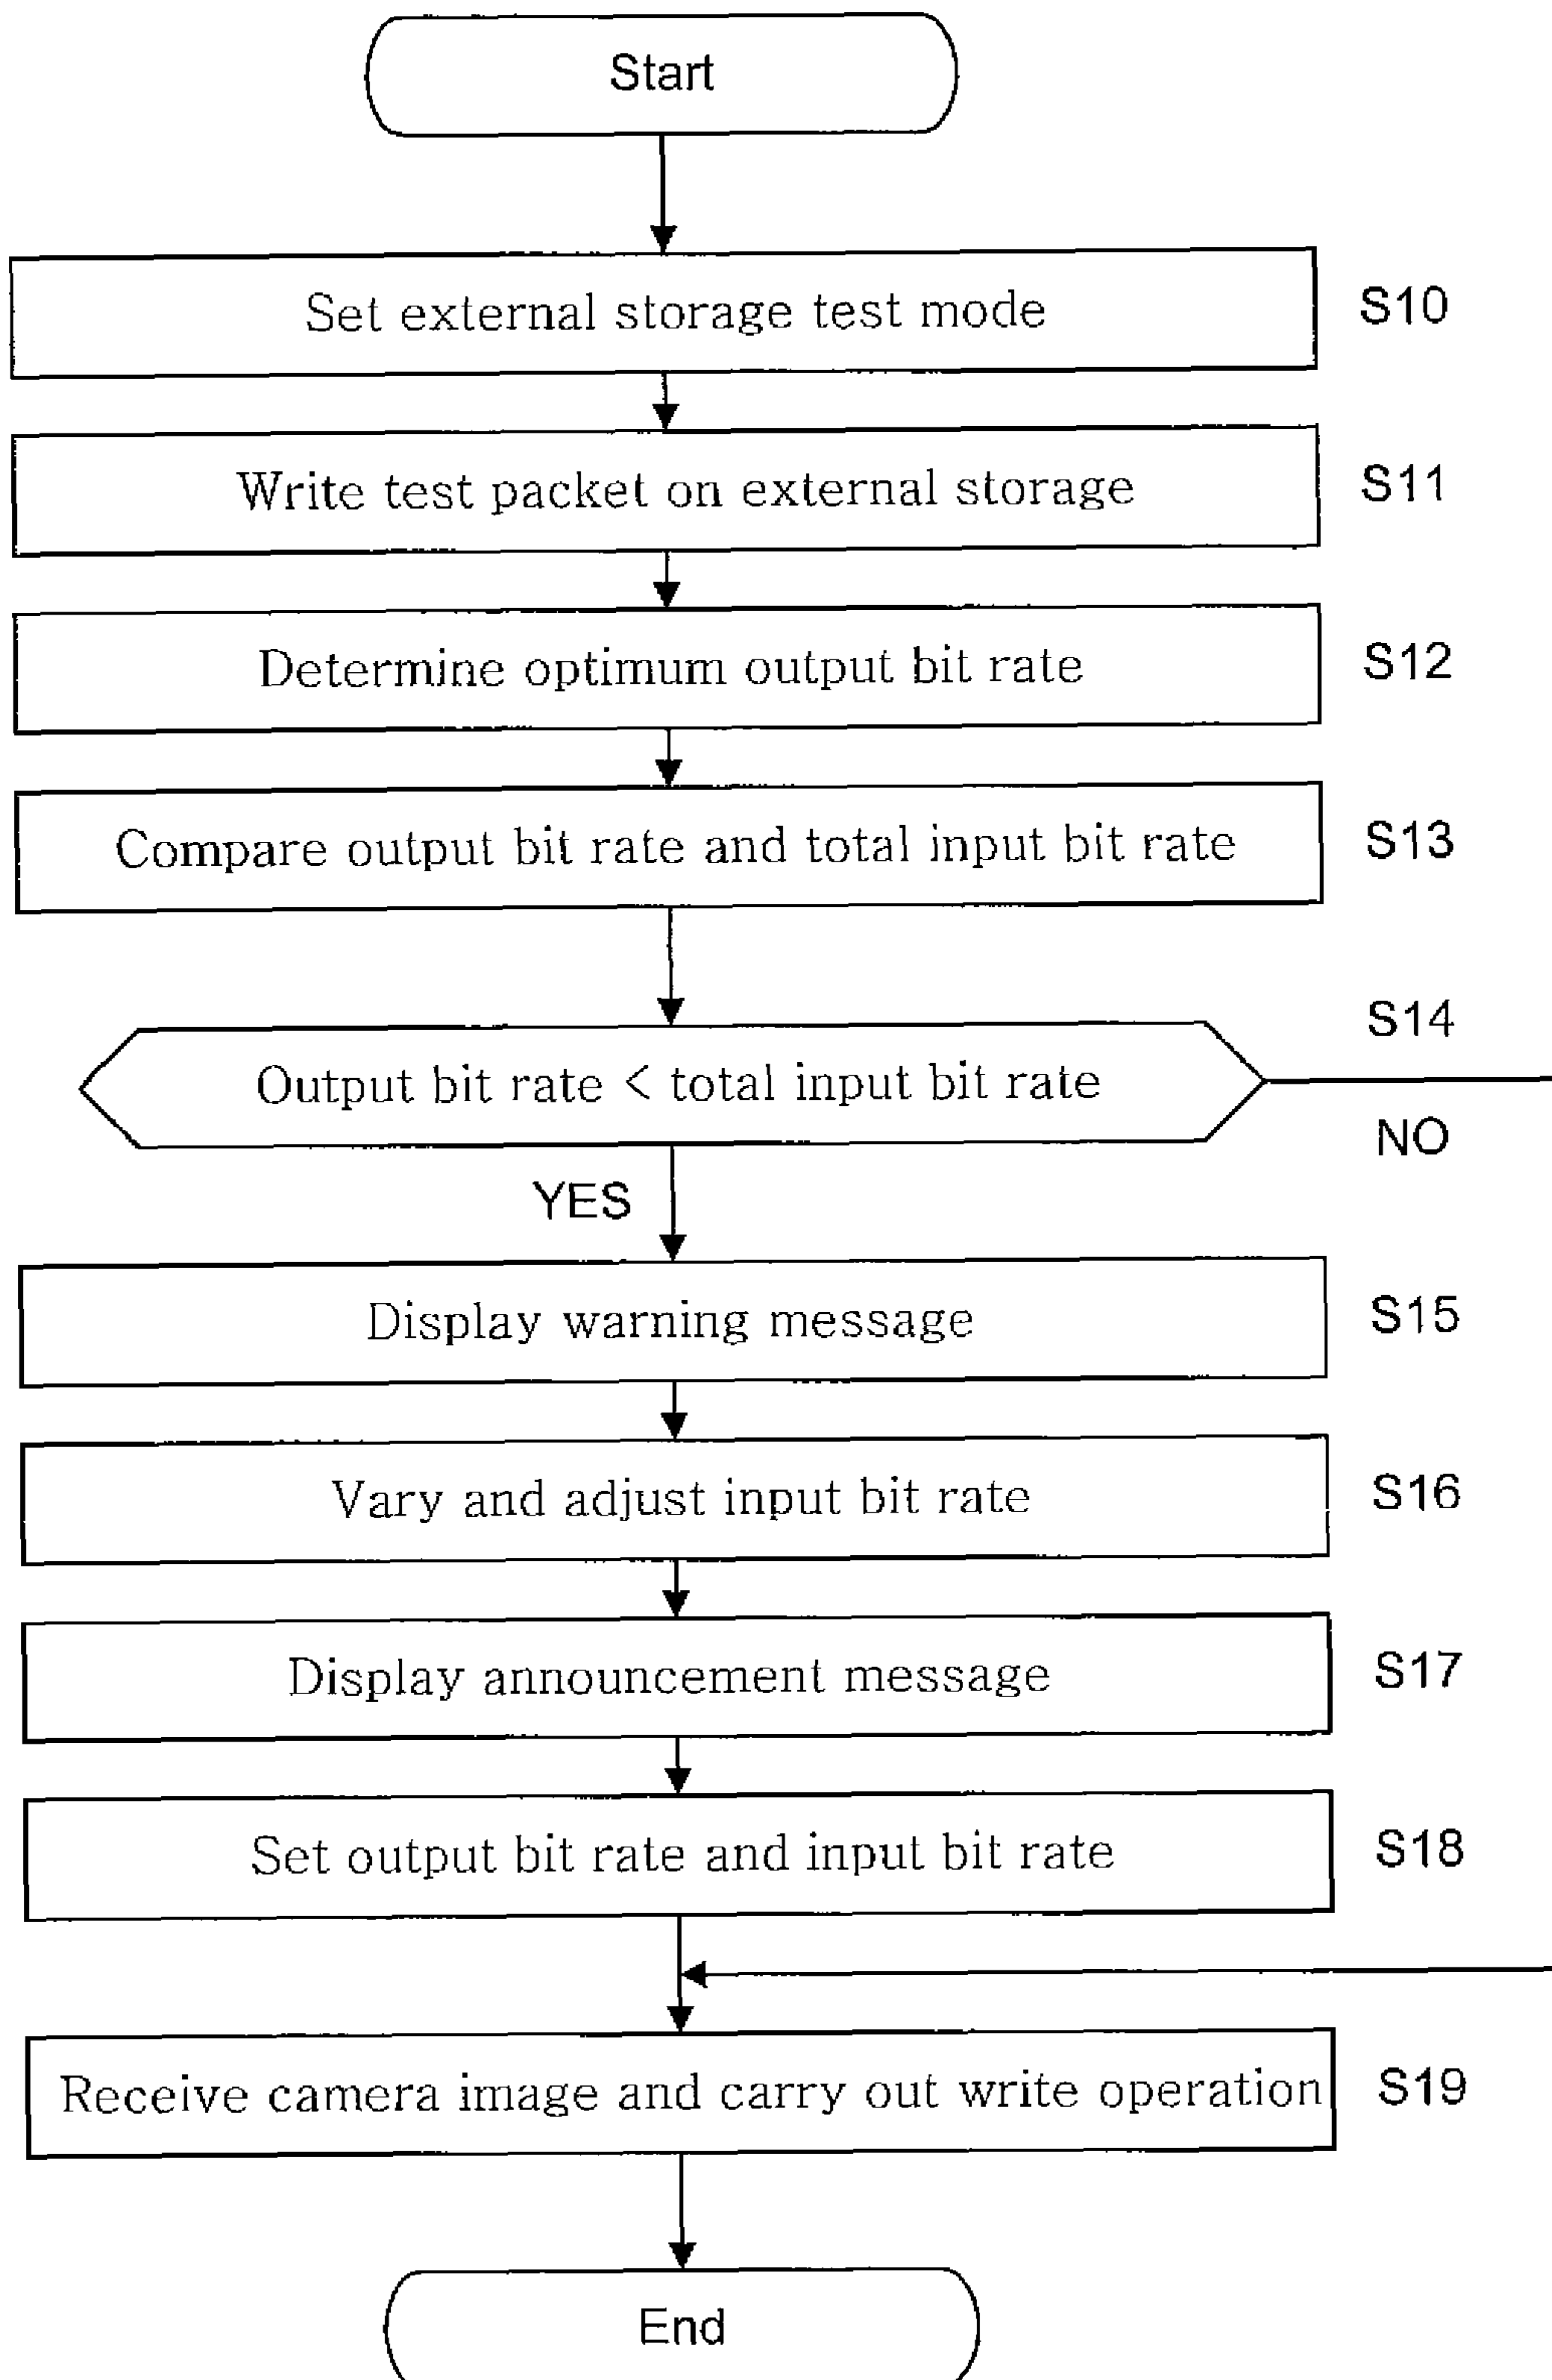 Start
Set external storage test mode
S10
Write test packet on external storage
S11
Determine optimum output bit rate
S12
Compare output bit rate and total input bit rate
S13
S14
Output bit rate < total input bit rate
NO
YES
Display warning message
S15
Vary and adjust input bit rate
S16
Display announcement message
S17
Set output bit rate and input bit rate
S18
Receive camera image and carry out write operation
S19
End